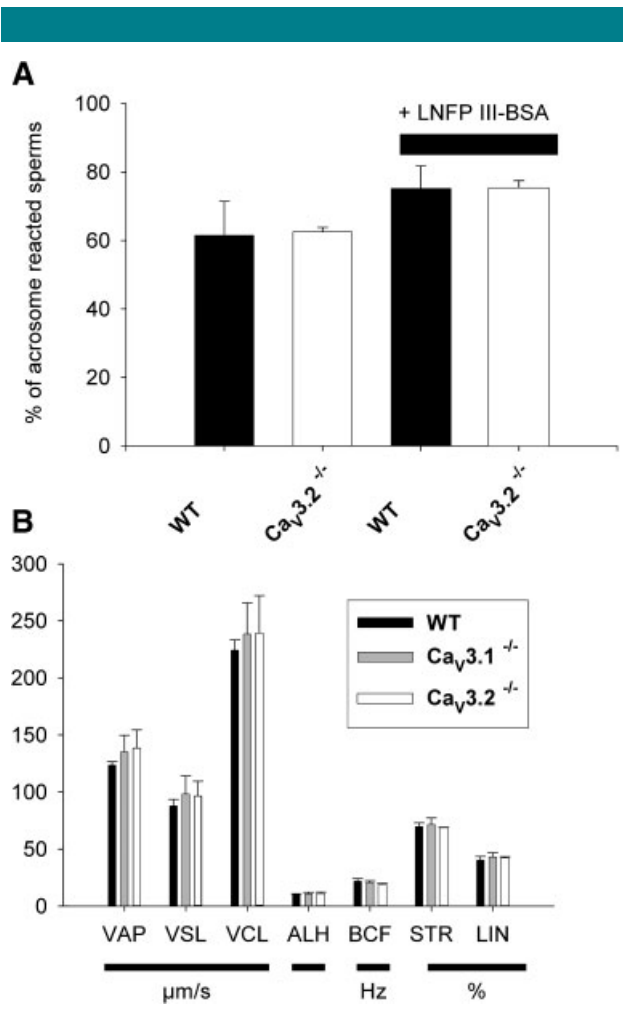 A
% of acrosome reacted sperms
100
80
60
40
20
0
+ LNFP III-BSA
WT
CaV3.2 -/-
WT
CaV3.2 -/-
B
300
250
200
150
100
50
0
WT
CaV3.1 -/-
CaV3.2 -/-
VAP VSL VCL ALH BCF STR LIN
µm/s Hz %